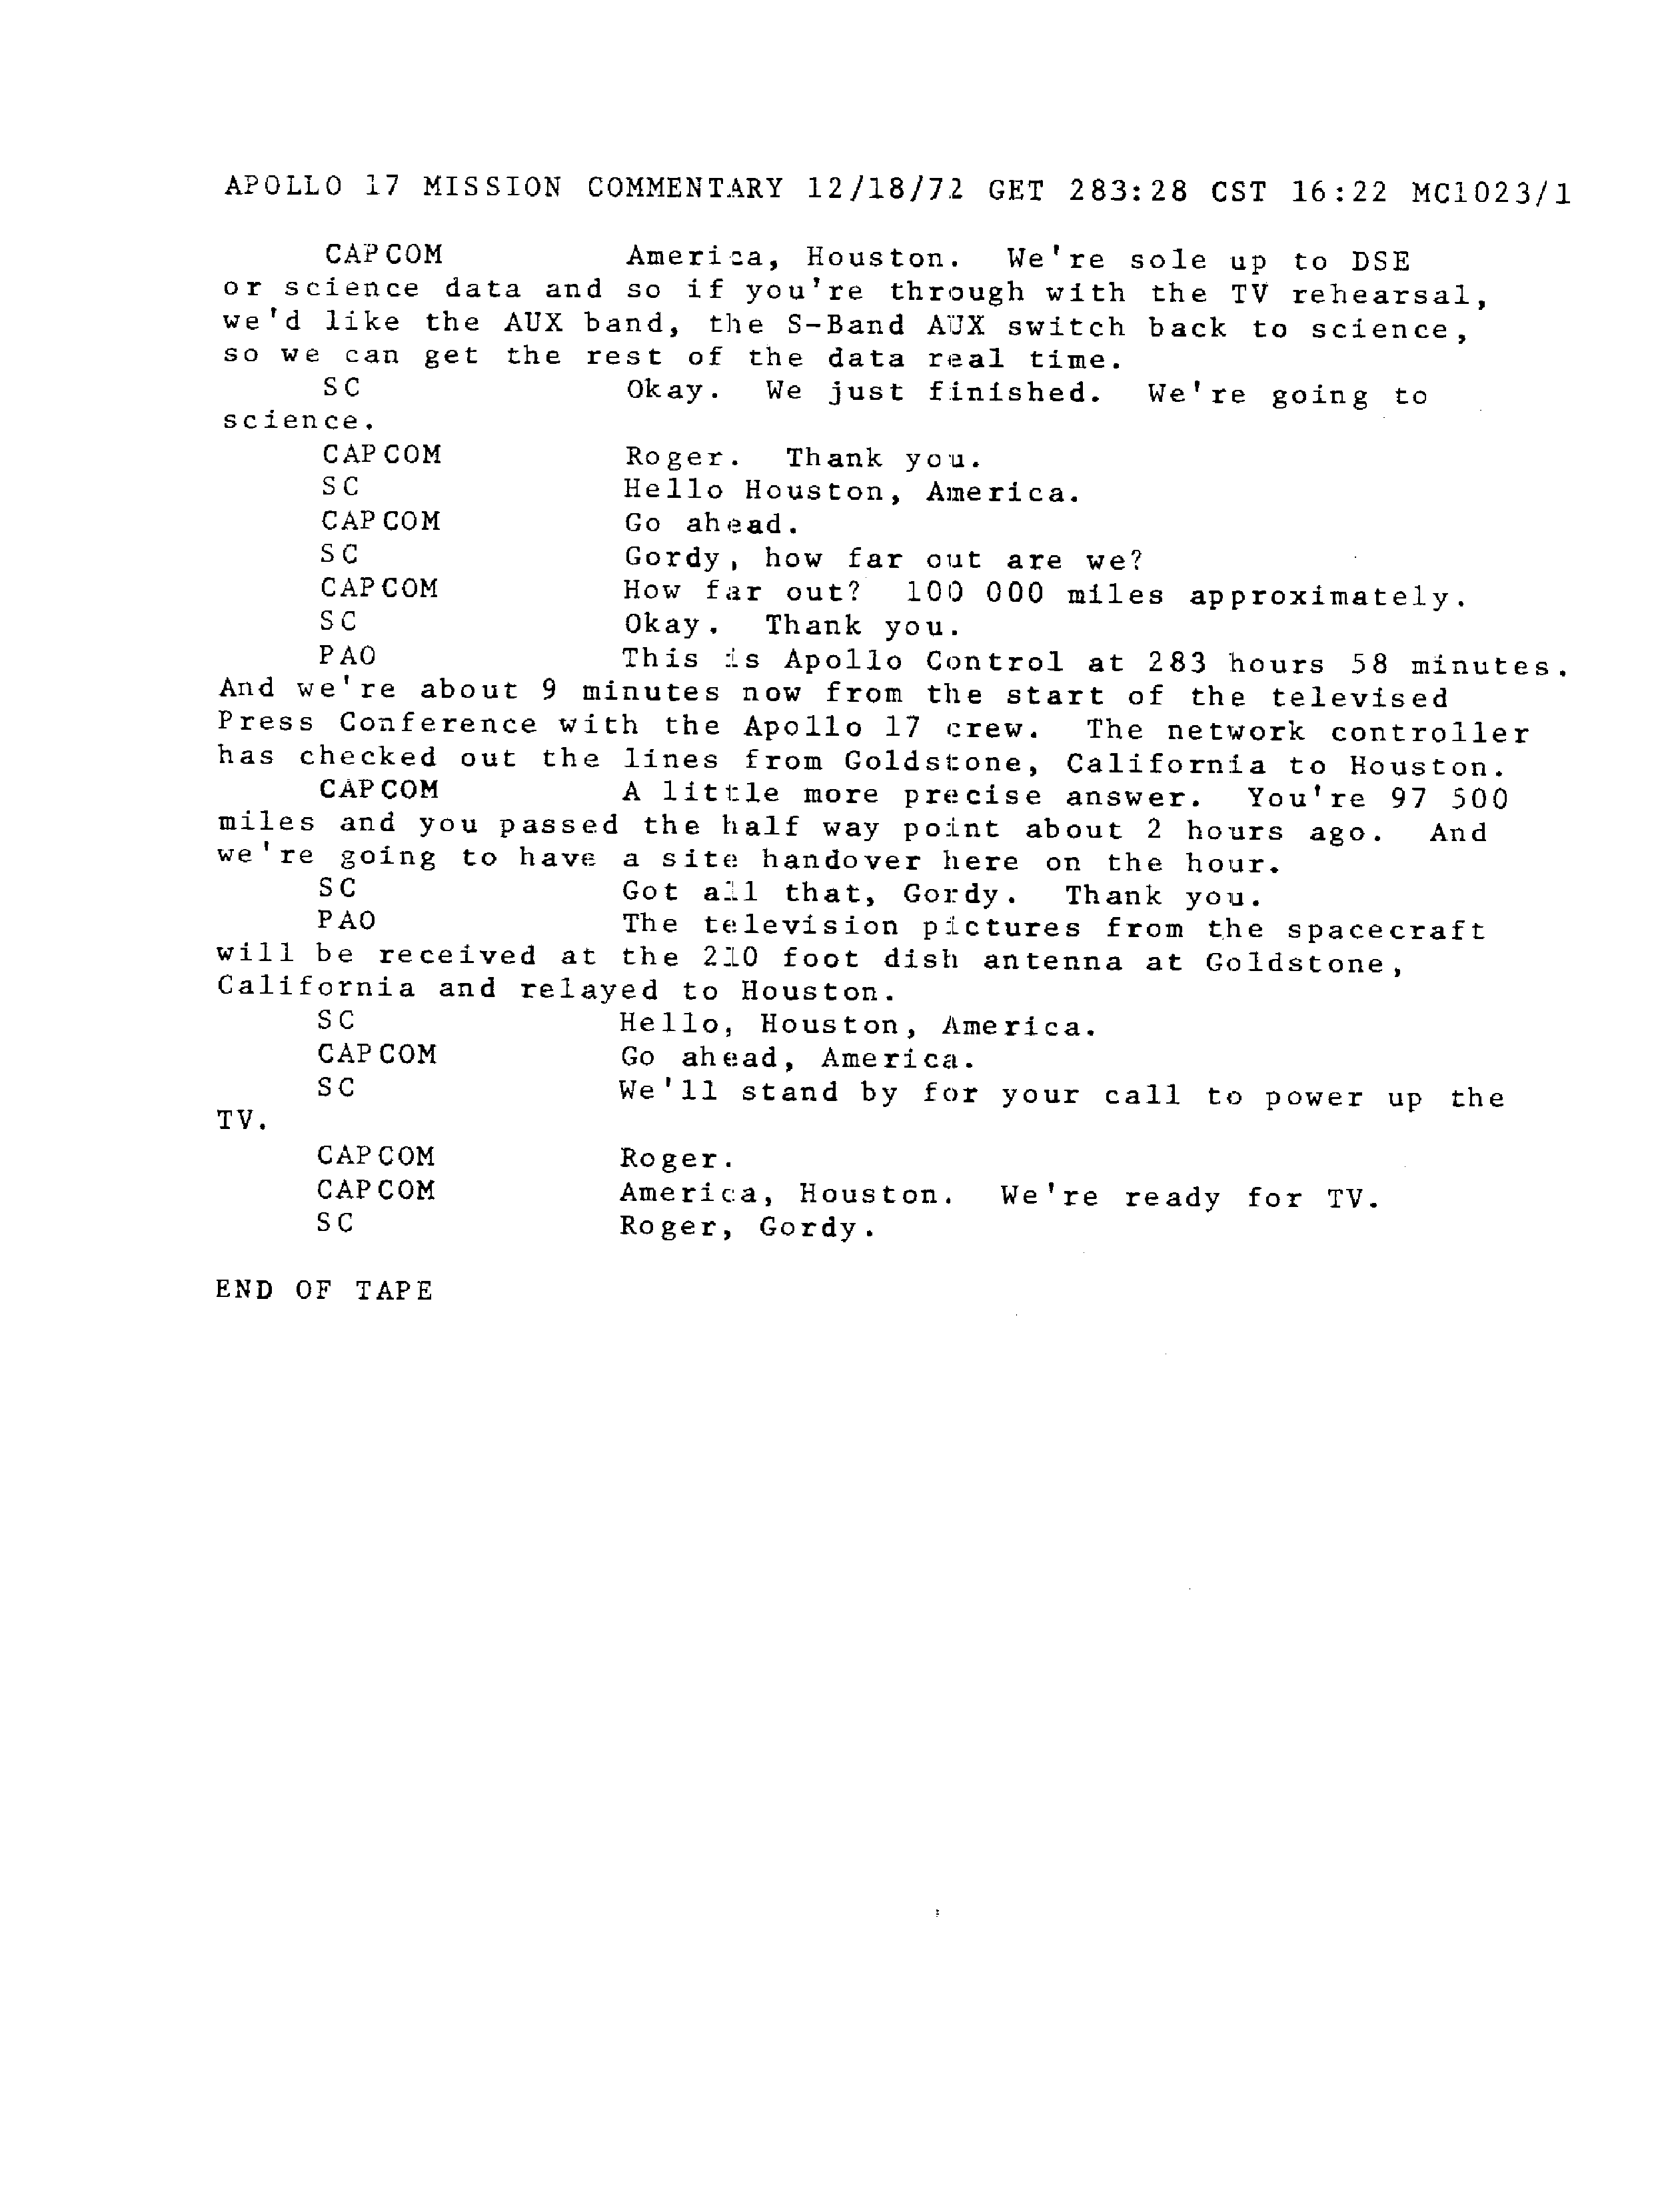 APOLLO 17 MISSION COMMENTARY 12/18/72 GET 283:28 CST 16:22 MC1023/1
CAPCOM America, Houston. We're sole up to DSE
or science data and so if you're through with the TV rehearsal,
we'd like the AUX band, the S-Band AUX switch back to science,
so we can get the rest of the data real time.
SC Okay. We just finished. We're going to
science.
CAPCOM Roger. Thank you.
SC Hello Houston, America.
CAPCOM Go ahead.
SC Gordy, how far out are we?
CAPCOM How far out? 100 000 miles approximately.
SC Okay. Thank you.
PAO This is Apollo Control at 283 hours 58 minutes.
And we're about 9 minutes now from the start of the televised
Press Conference with the Apollo 17 crew. The network controller
has checked out the lines from Goldstone, California to Houston.
CAPCOM A little more precise answer. You're 97 500
miles and you passed the half way point about 2 hours ago. And
we're going to have a site handover here on the hour.
SC Got all that, Gordy. Thank you.
PAO The television pictures from the spacecraft
will be received at the 210 foot dish antenna at Goldstone,
California and relayed to Houston.
SC Hello, Houston, America.
CAPCOM Go ahead, America.
SC We'll stand by for your call to power up the
TV.
CAPCOM Roger.
CAPCOM America, Houston. We're ready for TV.
SC Roger, Gordy.
END OF TAPE